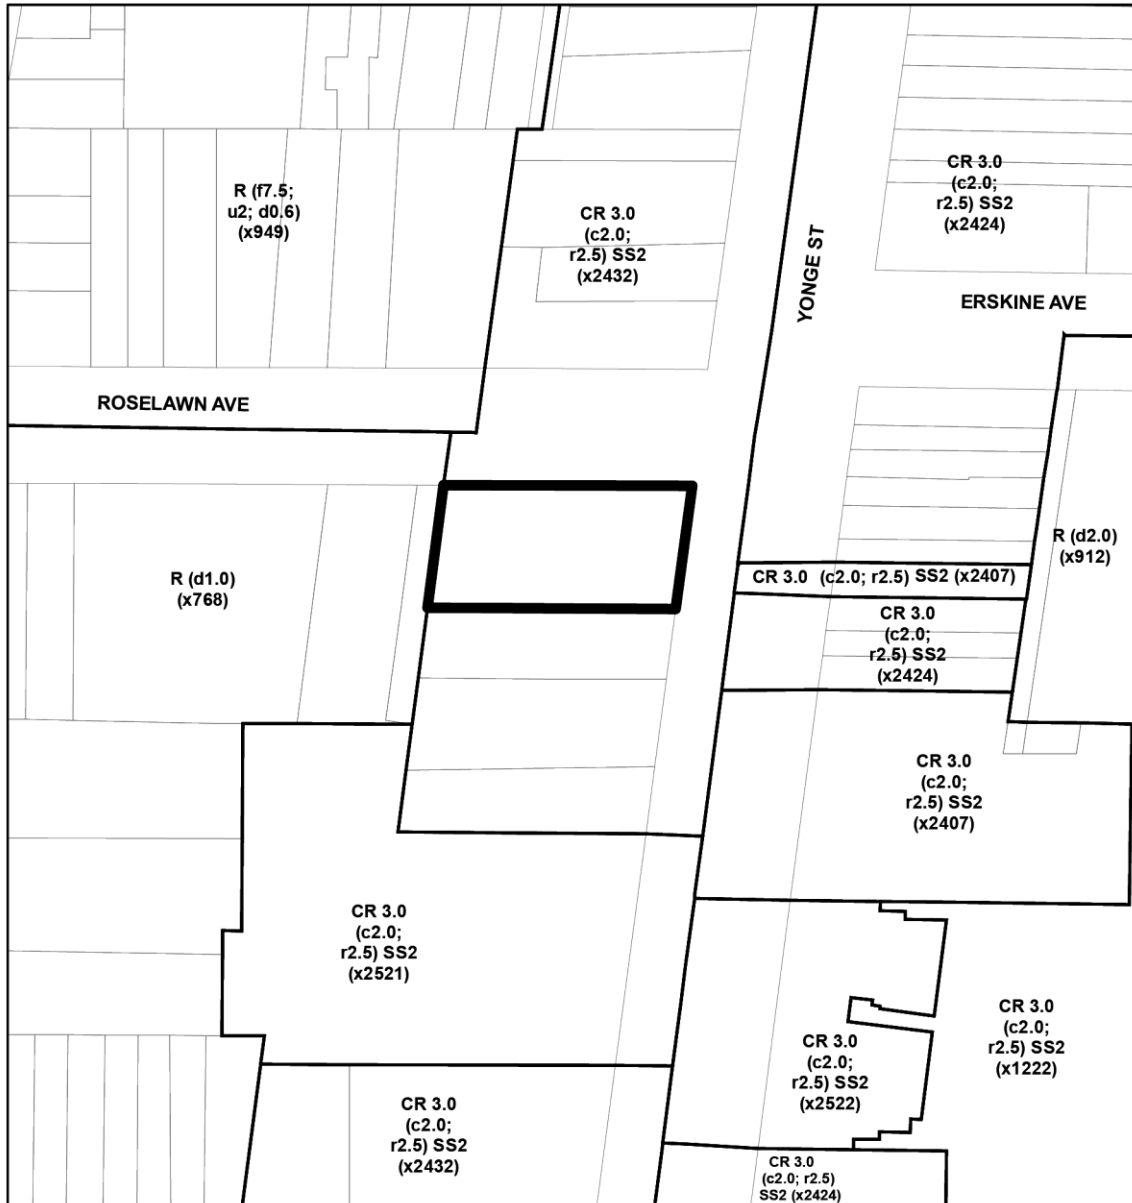 R (f7.5;
u2; d0.6)
(x949)
CR 3.0
(c2.0;
r2.5) SS2
(x2432)
YONGE ST
CR 3.0
(c2.0;
r2.5) SS2
(x2424)
ERSKINE AVE
ROSELAWN AVE
R (d1.0)
(x768)
R (d2.0)
(x912)
CR 3.0 (c2.0; r2.5) SS2 (x2407)
CR 3.0
(c2.0;
r2.5) SS2
(x2424)
CR 3.0
(c2.0;
r2.5) SS2
(x2407)
CR 3.0
(c2.0;
r2.5) SS2
(x2521)
CR 3.0
(c2.0;
r2.5) SS2
(x1222)
CR 3.0
(c2.0;
r2.5) SS2
(x2522)
CR 3.0
(c2.0;
r2.5) SS2
(x2432)
CR 3.0
(c2.0; r2.5)
SS2 (x2424)